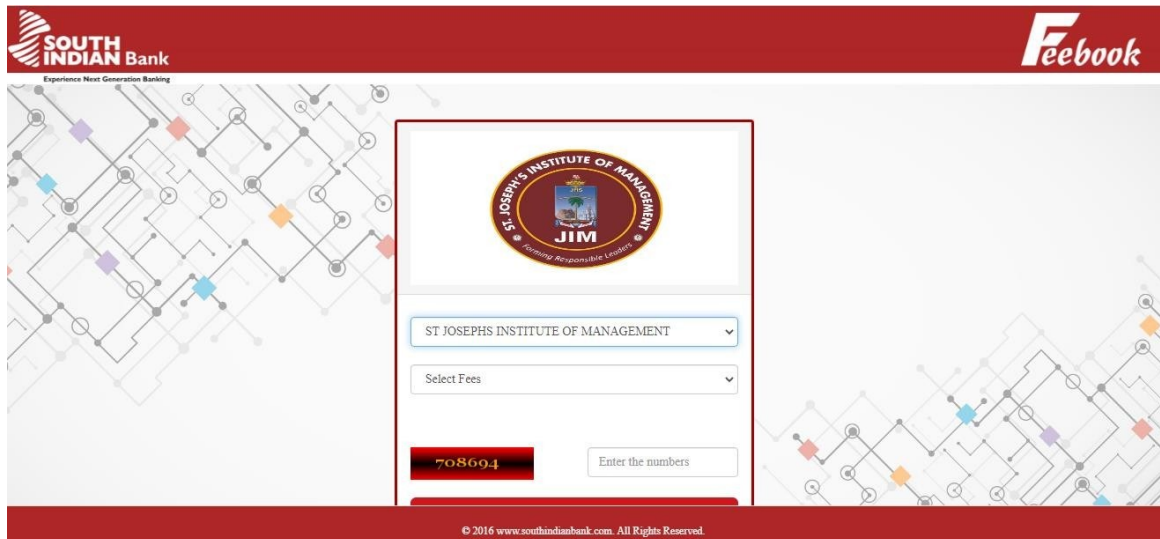 SOUTH
INDIAN Bank
Experience Next Generation Banking
Feebook
ST. JOSEPH'S INSTITUTE OF MANAGEMENT
JIM
Forming Responsible Leaders
ST JOSEPHS INSTITUTE OF MANAGEMENT
Select Fees
708694
Enter the numbers
© 2016 www.southindianbank.com. All Rights Reserved.